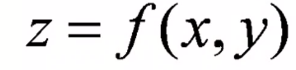 z = f(x, y)